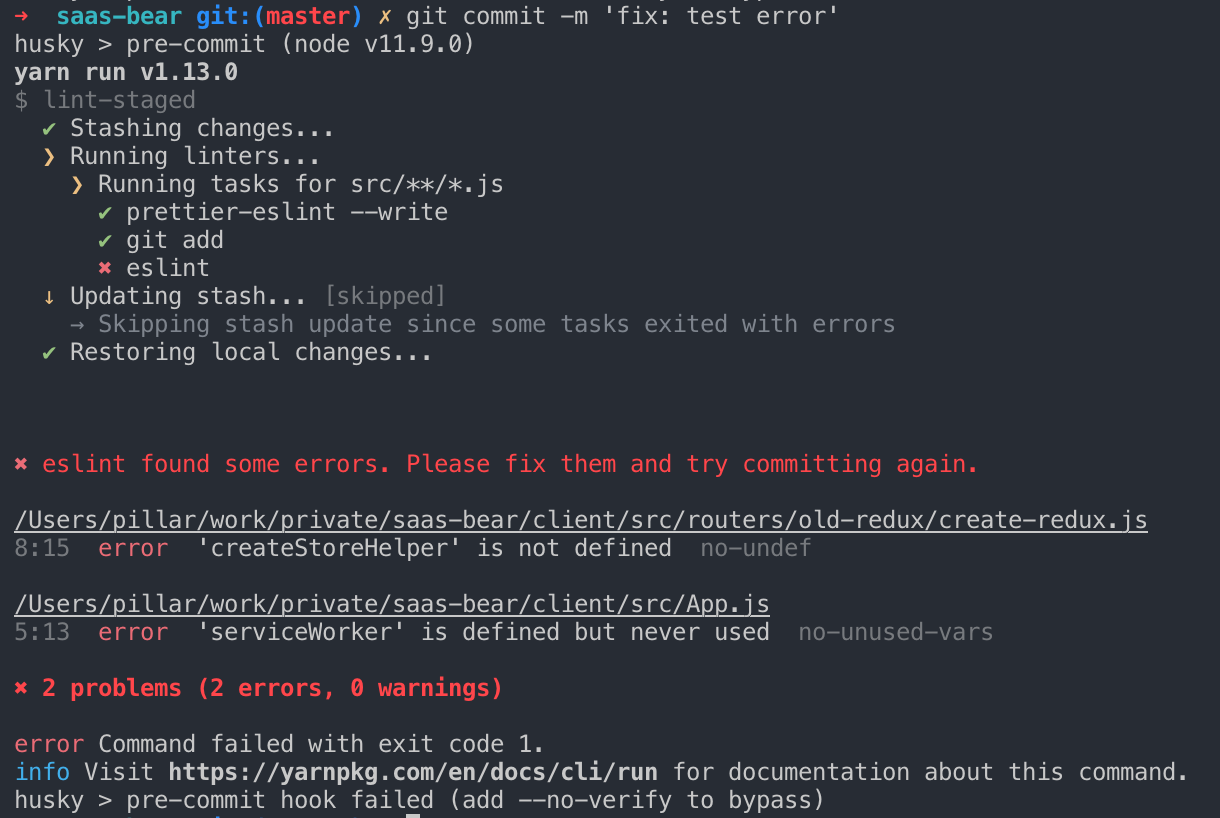 ➜  saas-bear git:(master) ✗ git commit -m 'fix: test error'
husky > pre-commit (node v11.9.0)
yarn run v1.13.0
$ lint-staged
  ✔ Stashing changes...
  ❯ Running linters...
    ❯ Running tasks for src/**/*.js
      ✔ prettier-eslint --write
      ✔ git add
      ✖ eslint
  ↓ Updating stash... [skipped]
    → Skipping stash update since some tasks exited with errors
  ✔ Restoring local changes...
✖ eslint found some errors. Please fix them and try committing again.
/Users/pillar/work/private/saas-bear/client/src/routers/old-redux/create-redux.js
8:15  error  'createStoreHelper' is not defined  no-undef
/Users/pillar/work/private/saas-bear/client/src/App.js
5:13  error  'serviceWorker' is defined but never used  no-unused-vars
✖ 2 problems (2 errors, 0 warnings)
error Command failed with exit code 1.
info Visit https://yarnpkg.com/en/docs/cli/run for documentation about this command.
husky > pre-commit hook failed (add --no-verify to bypass)